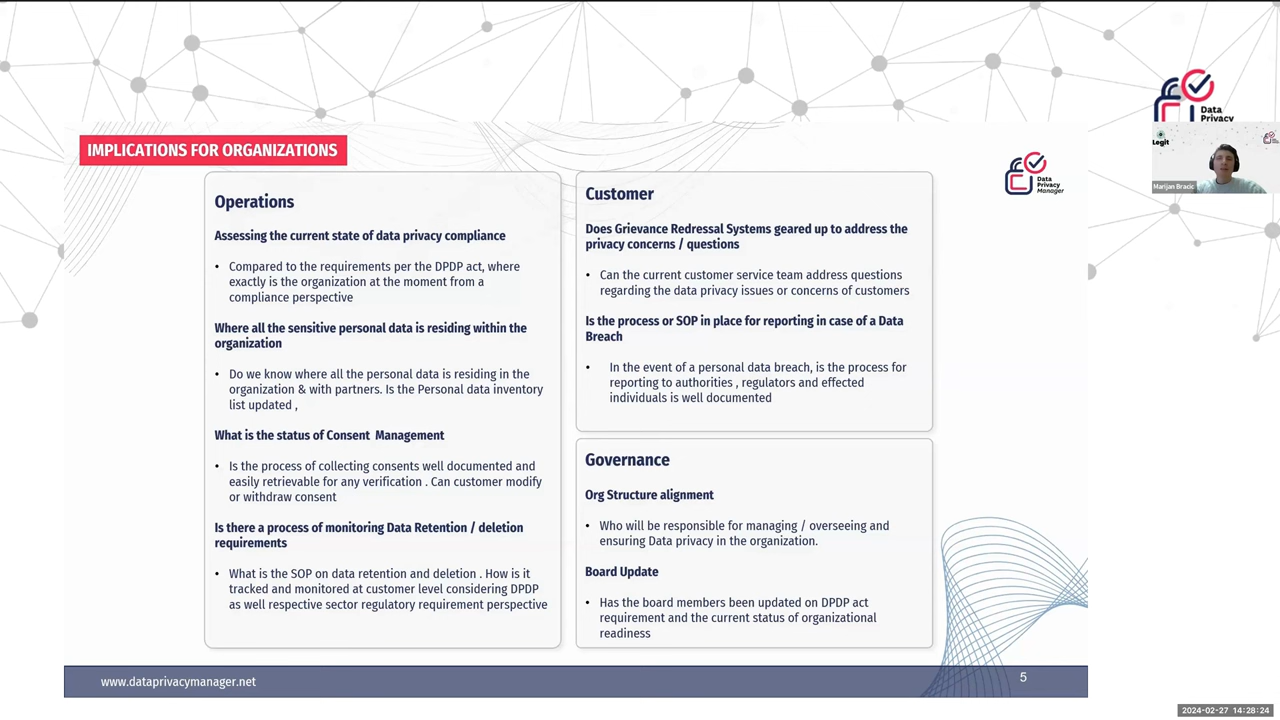 Data
Privacy
IMPLICATIONS FOR ORGANIZATIONS
Data
Privacy
Manager
Legit
Marijan Bracic
Operations
Assessing the current state of data privacy compliance
• Compared to the requirements per the DPDP act, where
exactly is the organization at the moment from a
compliance perspective
Where all the sensitive personal data is residing within the
organization
• Do we know where all the personal data is residing in the
organization & with partners. Is the Personal data inventory
list updated ,
What is the status of Consent  Management
• Is the process of collecting consents well documented and
easily retrievable for any verification . Can customer modify
or withdraw consent
Is there a process of monitoring Data Retention / deletion
requirements
• What is the SOP on data retention and deletion . How is it
tracked and monitored at customer level considering DPDP
as well respective sector regulatory requirement perspective
Customer
Does Grievance Redressal Systems geared up to address the
privacy concerns / questions
• Can the current customer service team address questions
regarding the data privacy issues or concerns of customers
Is the process or SOP in place for reporting in case of a Data
Breach
• In the event of a personal data breach, is the process for
reporting to authorities , regulators and effected
individuals is well documented
Governance
Org Structure alignment
• Who will be responsible for managing / overseeing and
ensuring Data privacy in the organization.
Board Update
• Has the board members been updated on DPDP act
requirement and the current status of organizational
readiness
www.dataprivacymanager.net
5
2024-02-27 14:28:24